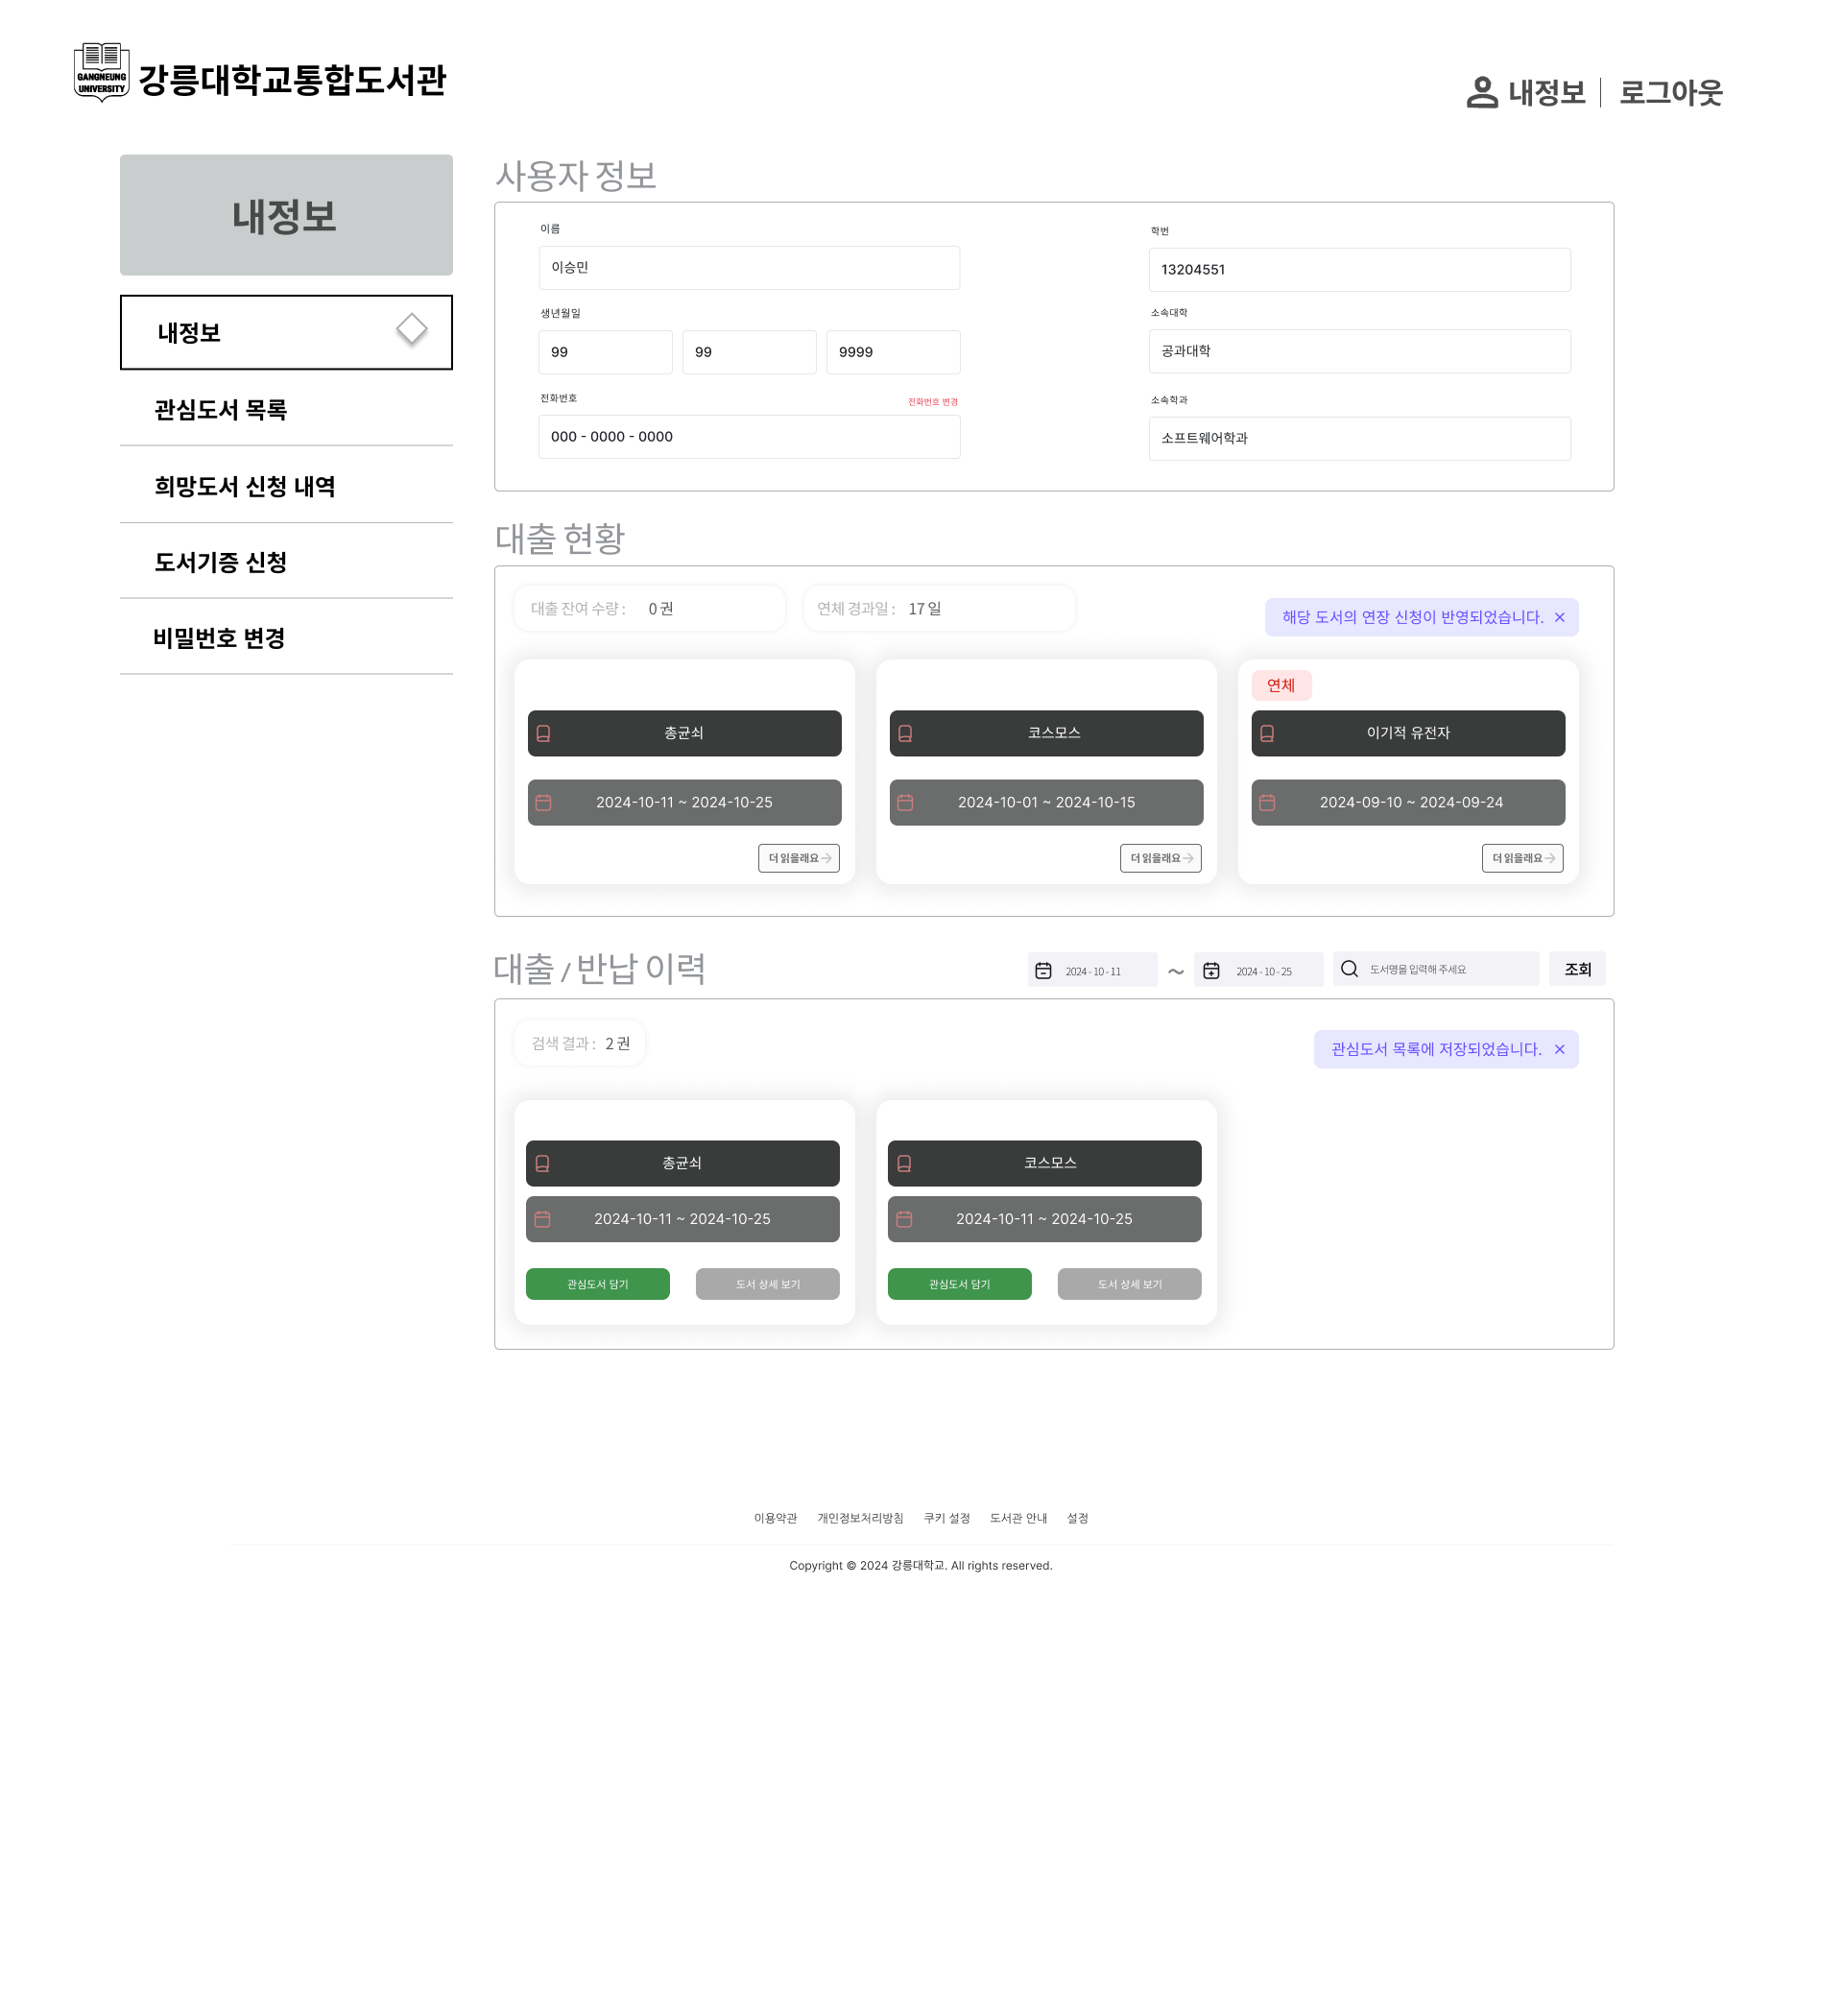 GANGNEUNG
UNIVERSITY
강릉대학교통합도서관
내정보
로그아웃
내정보
내정보
관심도서 목록
희망도서 신청 내역
도서기증 신청
비밀번호 변경
사용자 정보
이름
이승민
학번
13204551
생년월일
99 99 9999
소속대학
공과대학
전화번호
전화번호 변경
000 - 0000 - 0000
소속학과
소프트웨어학과
대출 현황
대출 잔여 수량 : 0 권
연체 경과일 : 17 일
해당 도서의 연장 신청이 반영되었습니다.
총균쇠
2024-10-11 ~ 2024-10-25
더 읽을래요
코스모스
2024-10-01 ~ 2024-10-15
더 읽을래요
연체
이기적 유전자
2024-09-10 ~ 2024-09-24
더 읽을래요
대출 / 반납 이력
2024 - 10 - 11 ~ 2024 - 10 - 25
도서명을 입력해 주세요
조회
검색 결과 : 2 권
관심도서 목록에 저장되었습니다.
총균쇠
2024-10-11 ~ 2024-10-25
관심도서 담기 도서 상세 보기
코스모스
2024-10-11 ~ 2024-10-25
관심도서 담기 도서 상세 보기
이용약관 개인정보처리방침 쿠키 설정 도서관 안내 설정
Copyright © 2024 강릉대학교. All rights reserved.